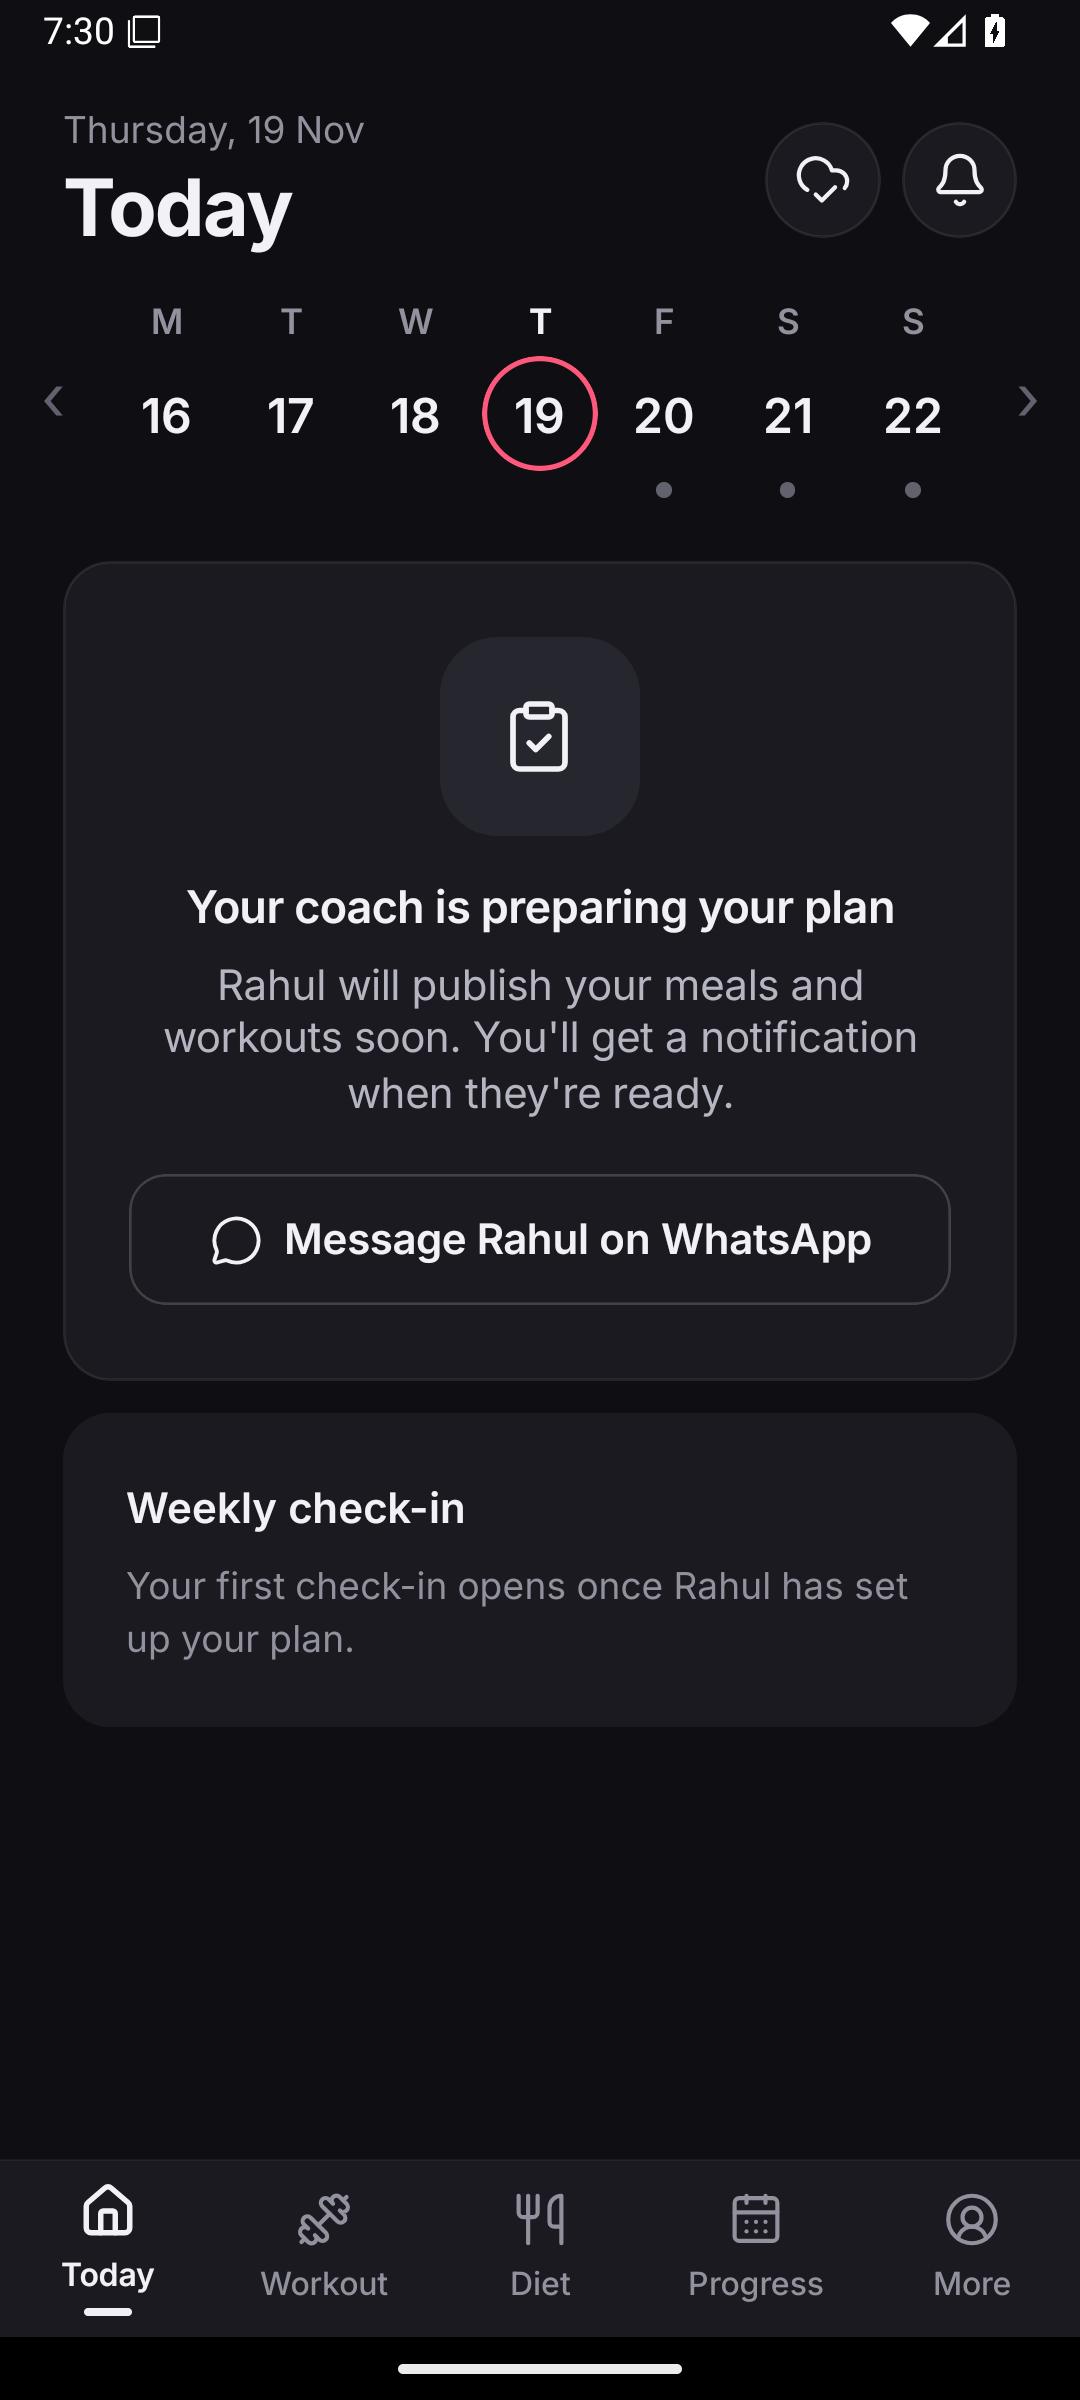 7:30
Thursday, 19 Nov
Today
M T W T F S S
16 17 18 19 20 21 22
Your coach is preparing your plan
Rahul will publish your meals and
workouts soon. You'll get a notification
when they're ready.
Message Rahul on WhatsApp
Weekly check-in
Your first check-in opens once Rahul has set
up your plan.
Today Workout Diet Progress More